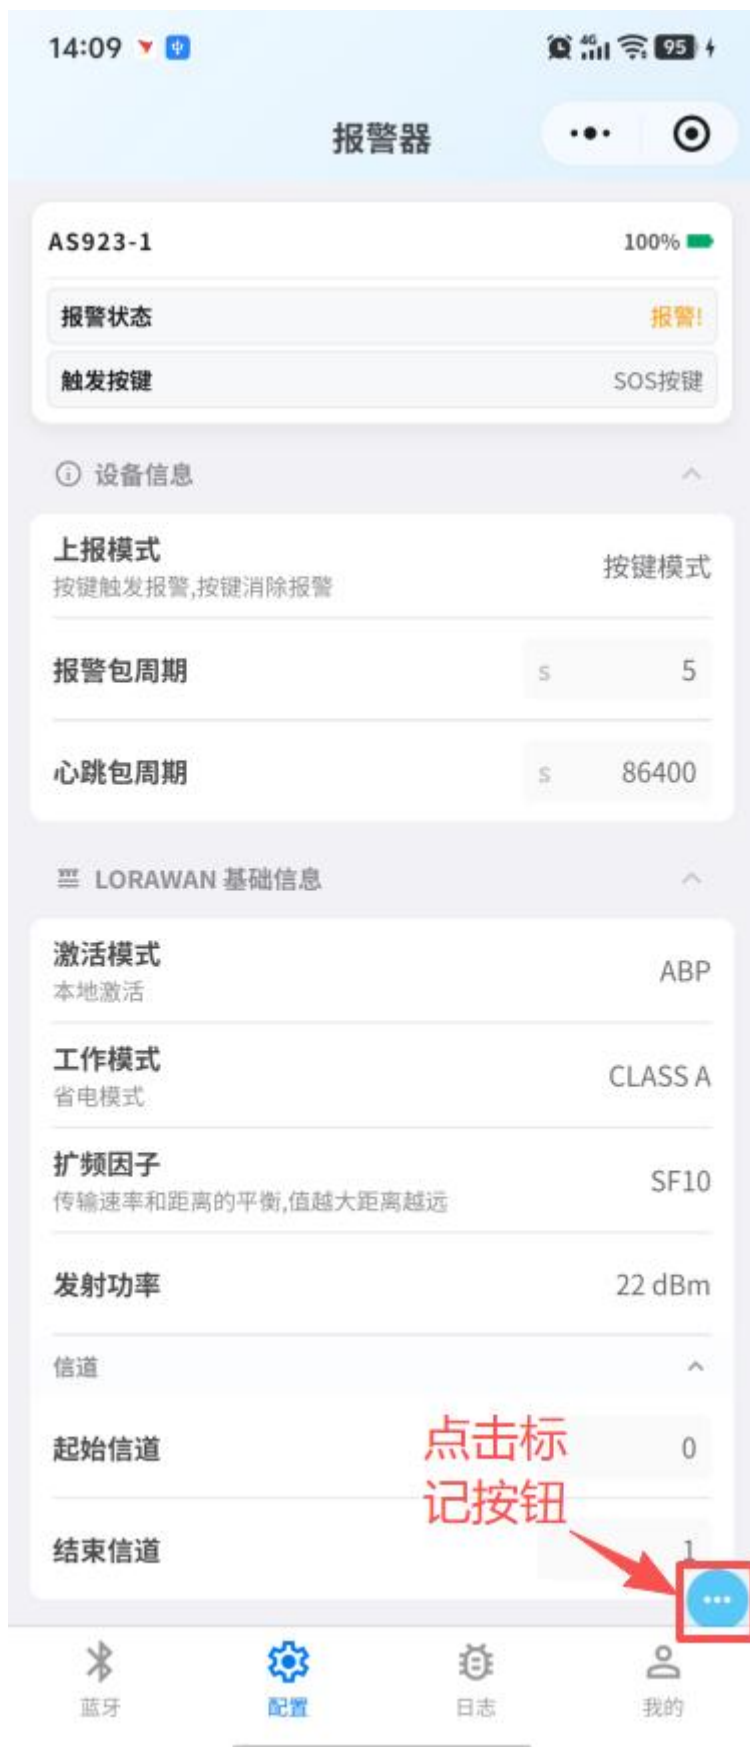 14:09
4G
95
报警器
AS923-1
100%
报警状态
报警!
触发按键
SOS按键
设备信息
上报模式
按键触发报警,按键消除报警
按键模式
报警包周期
s
5
心跳包周期
s
86400
LORAWAN 基础信息
激活模式
本地激活
ABP
工作模式
省电模式
CLASS A
扩频因子
传输速率和距离的平衡,值越大距离越远
SF10
发射功率
22 dBm
信道
起始信道
0
点击标
记按钮
结束信道
1
蓝牙
配置
日志
我的